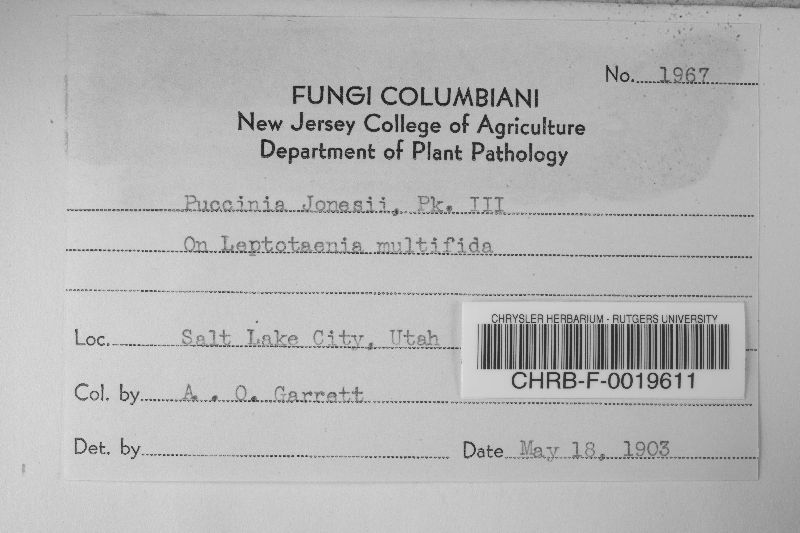 No. 1967
FUNGI COLUMBIANI
New Jersey College of Agriculture
Department of Plant Pathology
Puccinia Jonesii, Pk. III
On Leptotaenia multifida
Loc. Salt Lake City, Utah
CHRYSLER HERBARIUM - RUTGERS UNIVERSITY
CHRB-F-0019611
Col. by A. O. Garrett
Det. by
Date May 18, 1903